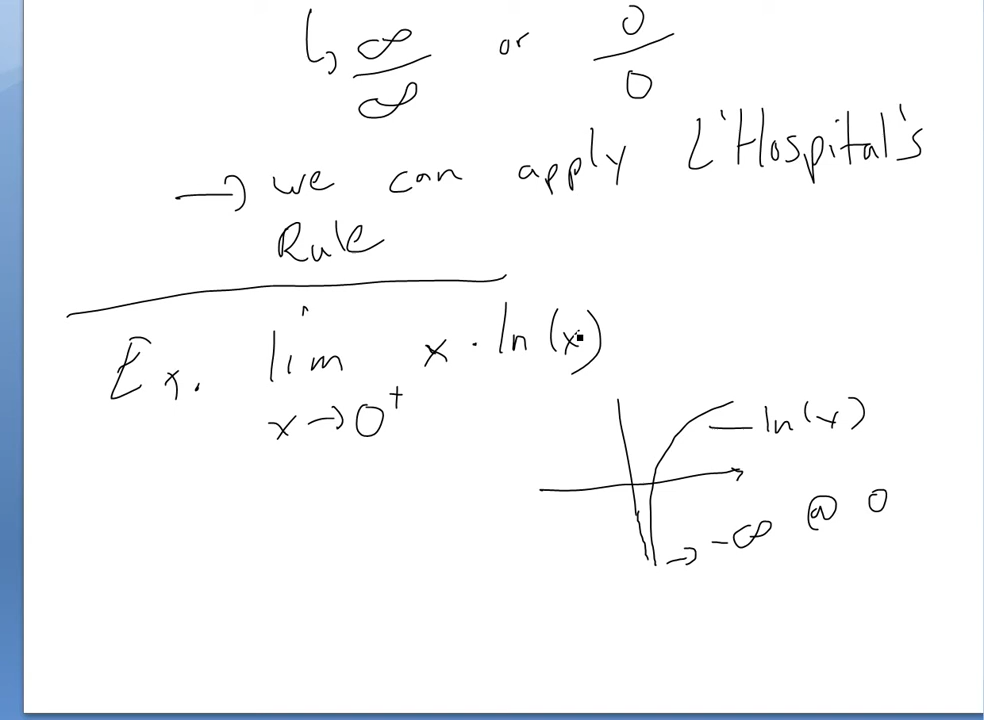 ↳ ∞/∞ or 0/0
→ we can apply L'Hospital's
Rule
Ex. lim x · ln(x)
x→0⁺
ln(x)
→ -∞ @ 0